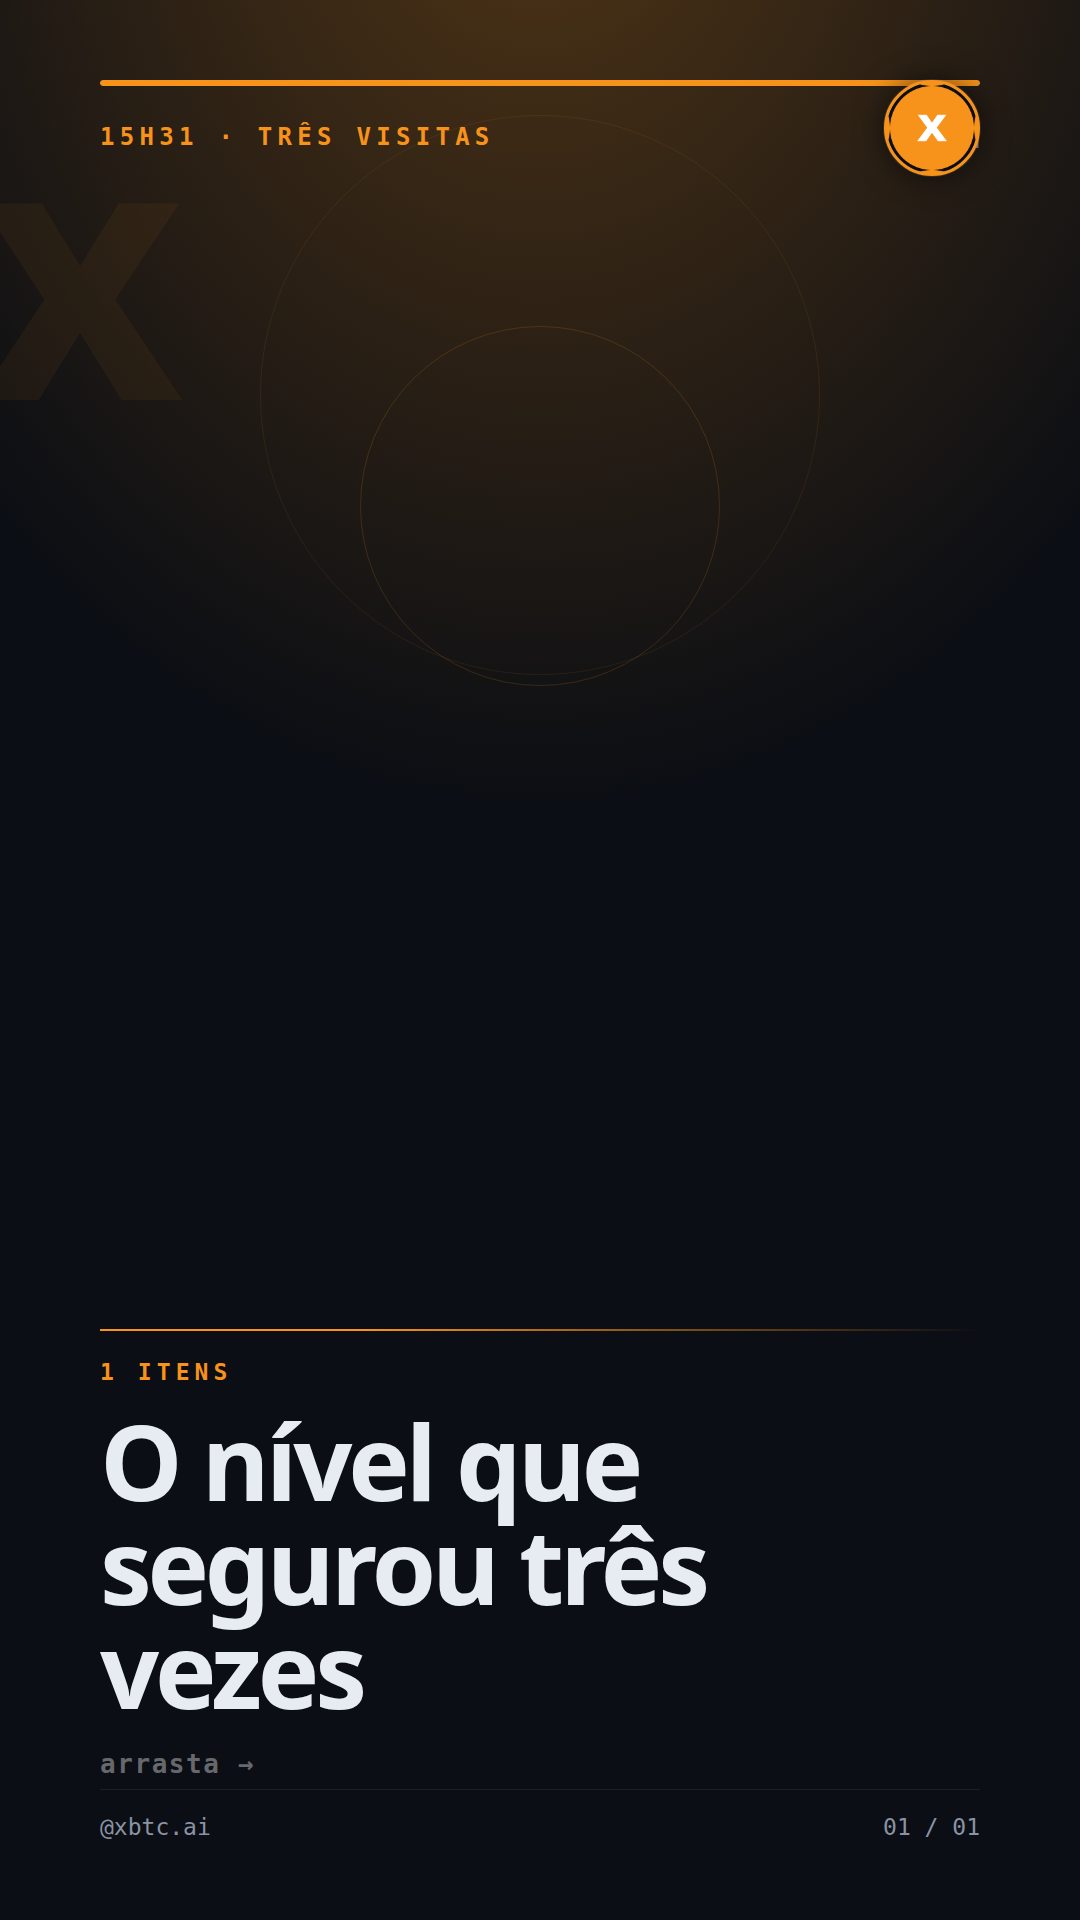 15H31 · TRÊS VISITAS
X
X
1 ITENS
O nível que
segurou três
vezes
arrasta →
@xbtc.ai
01 / 01